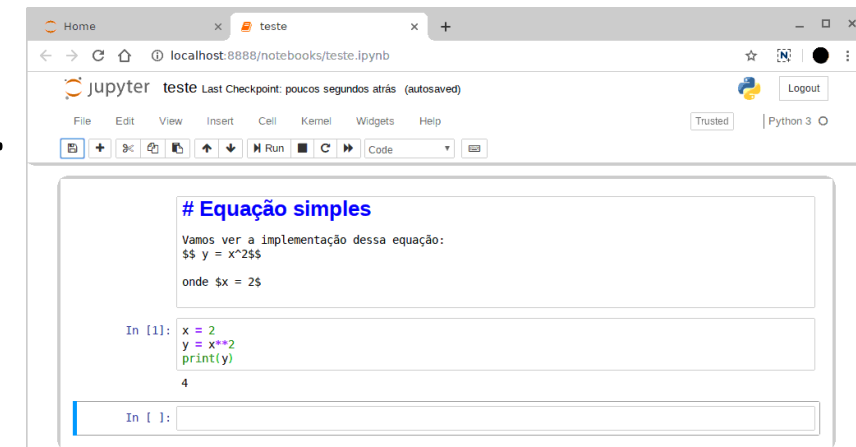 Home
teste
localhost:8888/notebooks/teste.ipynb
jupyter teste Last Checkpoint: poucos segundos atrás (autosaved)
Logout
File Edit View Insert Cell Kernel Widgets Help
Trusted
Python 3
Run
Code
# Equação simples
Vamos ver a implementação dessa equação:
$$ y = x^2$$
onde $x = 2$
In [1]: x = 2
y = x**2
print(y)
4
In [ ]: